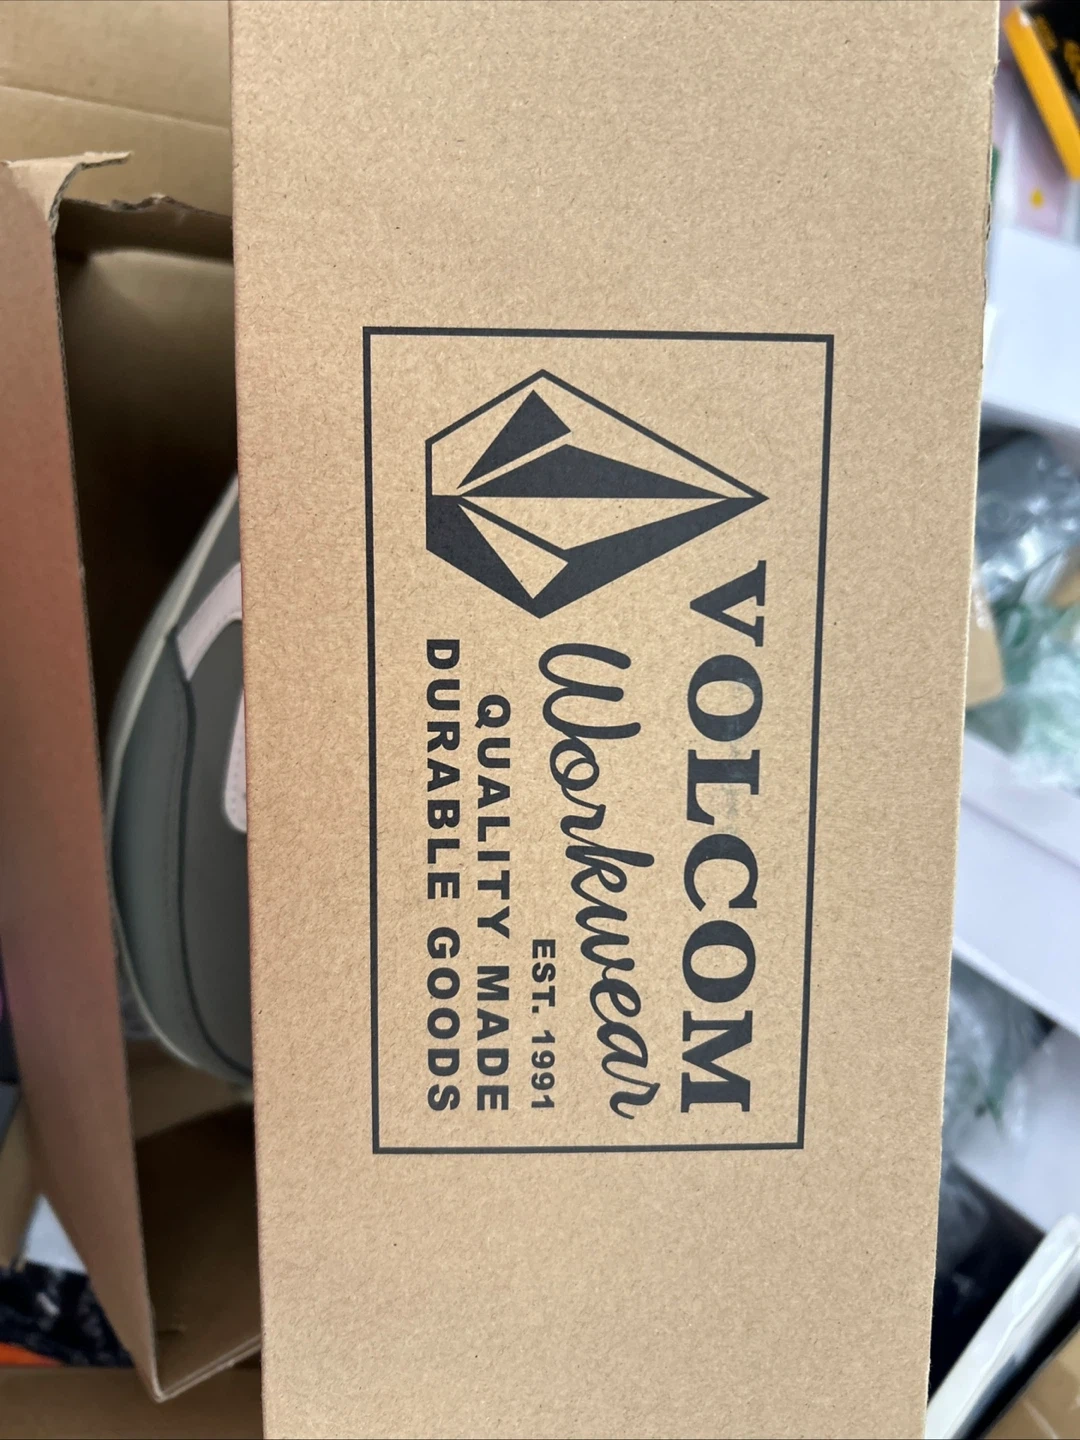 VOLCOM
Workwear
EST. 1991
QUALITY MADE
DURABLE GOODS